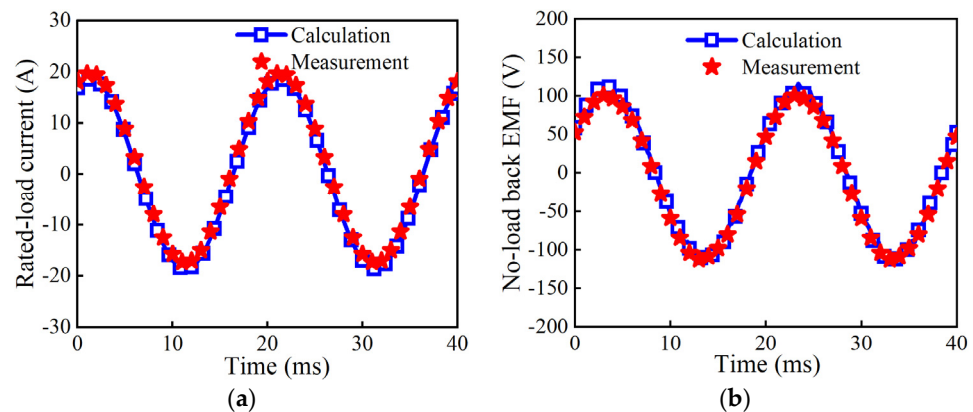 30
20
10
0
-10
-20
-30
Rated-load current (A)
Calculation
Measurement
0 10 20 30 40
Time (ms)
(a)
200
150
100
50
0
-50
-100
-150
-200
No-load back EMF (V)
Calculation
Measurement
0 10 20 30 40
Time (ms)
(b)